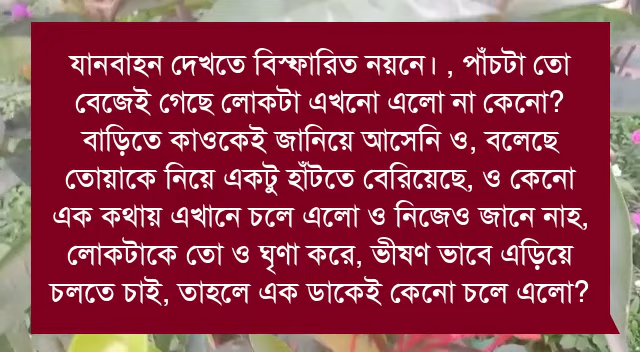 যানবাহন দেখতে বিস্ফারিত নয়নে। , পাঁচটা তো
বেজেই গেছে লোকটা এখনো এলো না কেনো?
বাড়িতে কাওকেই জানিয়ে আসেনি ও, বলেছে
তোয়াকে নিয়ে একটু হাঁটতে বেরিয়েছে, ও কেনো
এক কথায় এখানে চলে এলো ও নিজেও জানে নাহ,
লোকটাকে তো ও ঘৃণা করে, ভীষণ ভাবে এড়িয়ে
চলতে চাই, তাহলে এক ডাকেই কেনো চলে এলো?